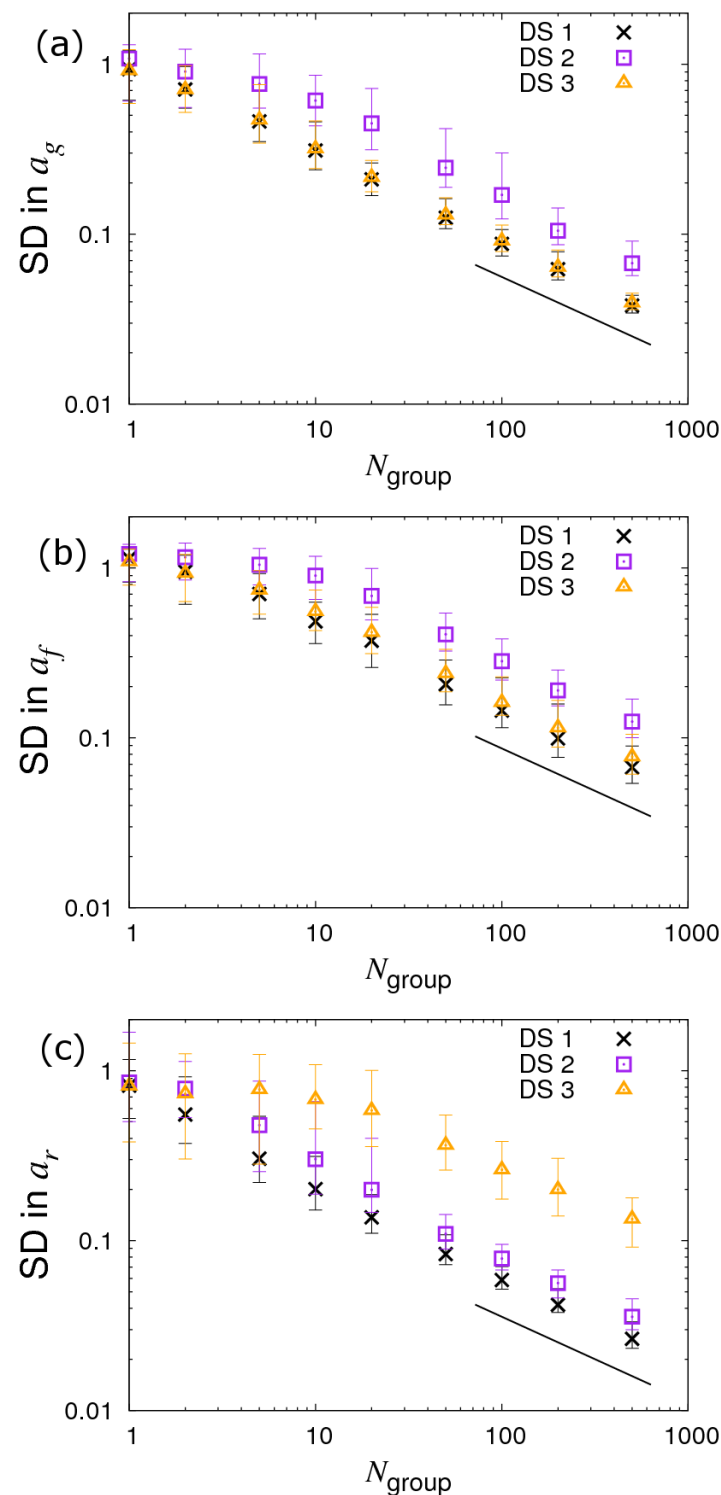 (a)
DS 1
DS 2
DS 3
1
0.1
0.01
SD in a_g
1 10 100 1000
N_group
(b)
DS 1
DS 2
DS 3
1
0.1
0.01
SD in a_f
1 10 100 1000
N_group
(c)
DS 1
DS 2
DS 3
1
0.1
0.01
SD in a_r
1 10 100 1000
N_group